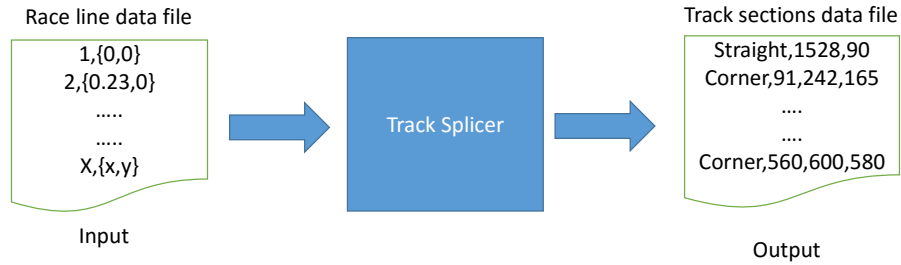 Race line data file
1,{0,0}
2,{0.23,0}
.....
.....
X,{x,y}
Input
Track Splicer
Track sections data file
Straight,1528,90
Corner,91,242,165
....
....
Corner,560,600,580
Output